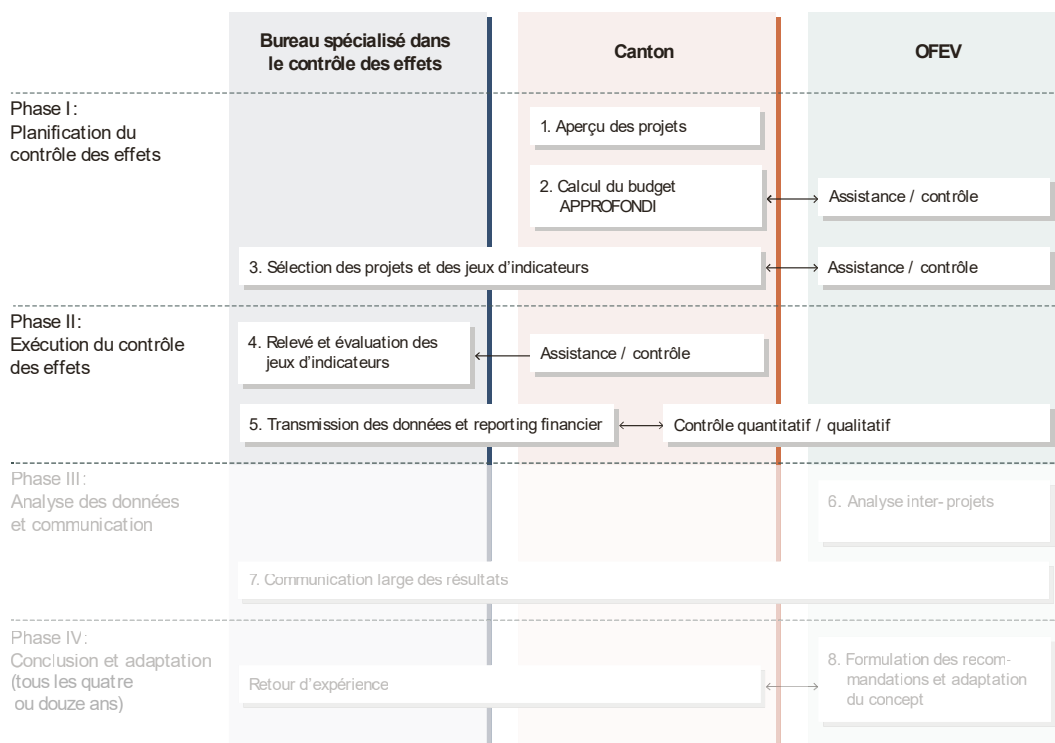 Bureau spécialisé dans
le contrôle des effets
Canton
OFEV
Phase I:
Planification du
contrôle des effets
1. Aperçu des projets
2. Calcul du budget
APPROFONDI
Assistance / contrôle
3. Sélection des projets et des jeux d'indicateurs
Assistance / contrôle
Phase II:
Exécution du contrôle
des effets
4. Relevé et évaluation des
jeux d'indicateurs
Assistance / contrôle
5. Transmission des données et reporting financier
Contrôle quantitatif / qualitatif
Phase III:
Analyse des données
et communication
6. Analyse inter-projets
7. Communication large des résultats
Phase IV:
Conclusion et adaptation
(tous les quatre
ou douze ans)
Retour d'expérience
8. Formulation des recom-
mandations et adaptation
du concept